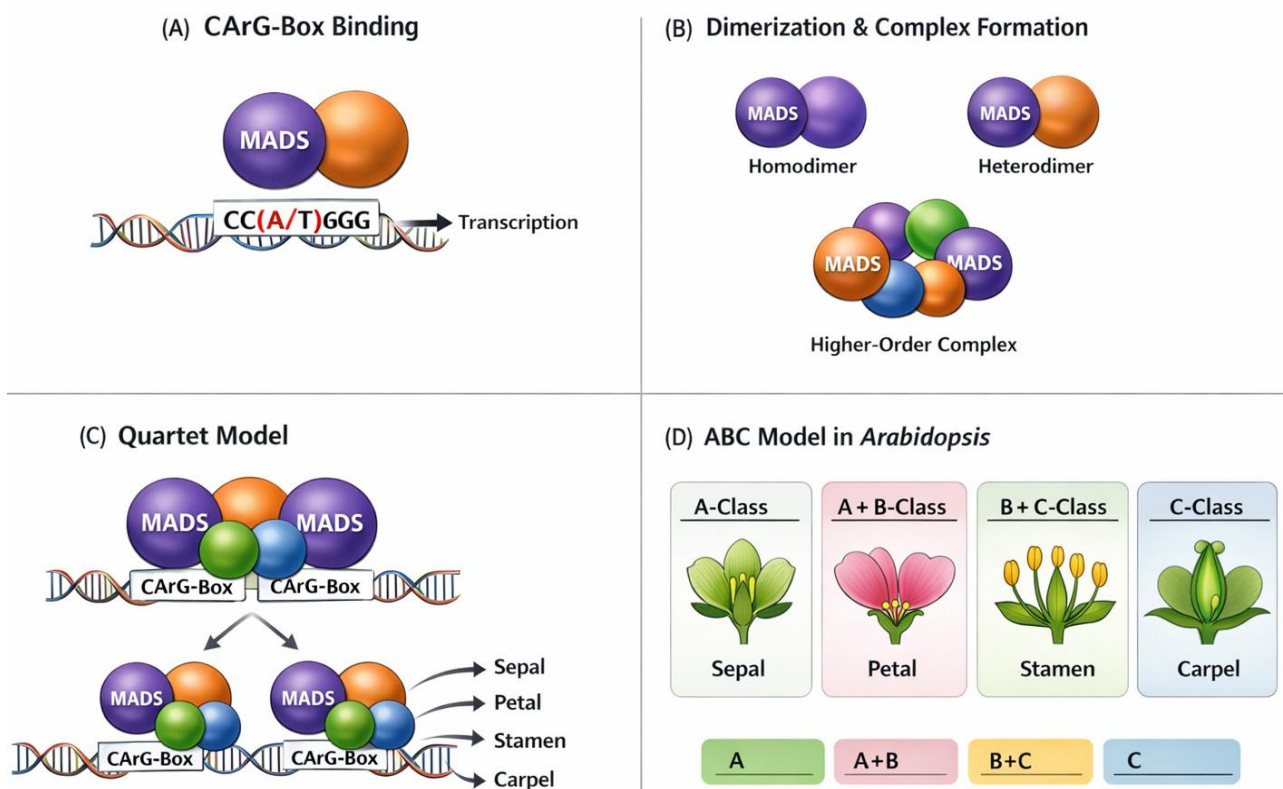 (A) CArG-Box Binding
MADS
CC(A/T)GGG
Transcription
(B) Dimerization & Complex Formation
MADS
Homodimer
MADS
Heterodimer
MADS
MADS
Higher-Order Complex
(C) Quartet Model
MADS
MADS
CArG-Box
CArG-Box
MADS
CArG-Box
MADS
CArG-Box
Sepal
Petal
Stamen
Carpel
(D) ABC Model in Arabidopsis
A-Class
Sepal
A + B-Class
Petal
B + C-Class
Stamen
C-Class
Carpel
A
A+B
B+C
C